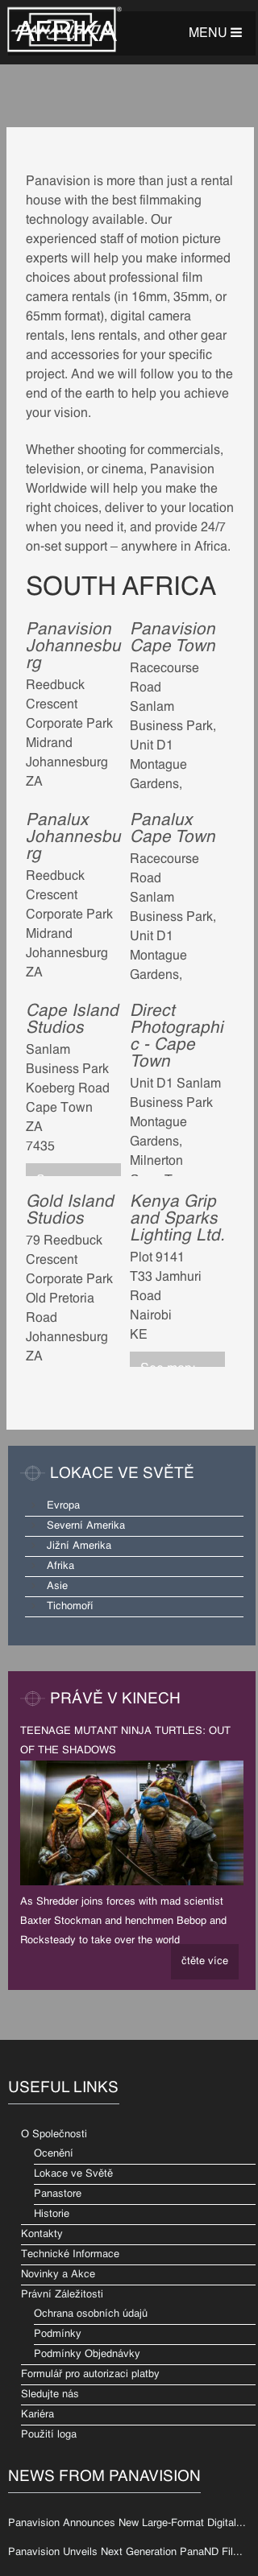 AFRIKA
MENU
Panavision is more than just a rental
house with the best filmmaking
technology available. Our
experienced staff of motion picture
experts will help you make informed
choices about professional film
camera rentals (in 16mm, 35mm, or
65mm format), digital camera
rentals, lens rentals, and other gear
and accessories for your specific
project. And we will follow you to the
end of the earth to help you achieve
your vision.
Whether shooting for commercials,
television, or cinema, Panavision
Worldwide will help you make the
right choices, deliver to your location
when you need it, and provide 24/7
on-set support – anywhere in Africa.
SOUTH AFRICA
Panavision
Johannesbu
rg
Reedbuck
Crescent
Corporate Park
Midrand
Johannesburg
ZA
Panavision
Cape Town
Racecourse
Road
Sanlam
Business Park,
Unit D1
Montague
Gardens,
Panalux
Johannesbu
rg
Reedbuck
Crescent
Corporate Park
Midrand
Johannesburg
ZA
Panalux
Cape Town
Racecourse
Road
Sanlam
Business Park,
Unit D1
Montague
Gardens,
Cape Island
Studios
Sanlam
Business Park
Koeberg Road
Cape Town
ZA
7435
Direct
Photographi
c - Cape
Town
Unit D1 Sanlam
Business Park
Montague
Gardens,
Milnerton
Gold Island
Studios
79 Reedbuck
Crescent
Corporate Park
Old Pretoria
Road
Johannesburg
ZA
Kenya Grip
and Sparks
Lighting Ltd.
Plot 9141
T33 Jamhuri
Road
Nairobi
KE
LOKACE VE SVĚTĚ
Evropa
Severní Amerika
Jižní Amerika
Afrika
Asie
Tichomoří
PRÁVĚ V KINECH
TEENAGE MUTANT NINJA TURTLES: OUT
OF THE SHADOWS
As Shredder joins forces with mad scientist
Baxter Stockman and henchmen Bebop and
Rocksteady to take over the world
čtěte více
USEFUL LINKS
O Společnosti
Ocenění
Lokace ve Světě
Panastore
Historie
Kontakty
Technické Informace
Novinky a Akce
Právní Záležitosti
Ochrana osobních údajů
Podmínky
Podmínky Objednávky
Formulář pro autorizaci platby
Sledujte nás
Kariéra
Použití loga
NEWS FROM PANAVISION
Panavision Announces New Large-Format Digital...
Panavision Unveils Next Generation PanaND Fil...